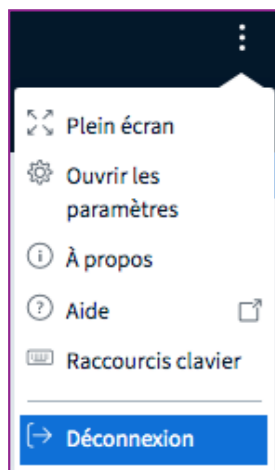 Plein écran
Ouvrir les
paramètres
À propos
Aide
Raccourcis clavier
Déconnexion